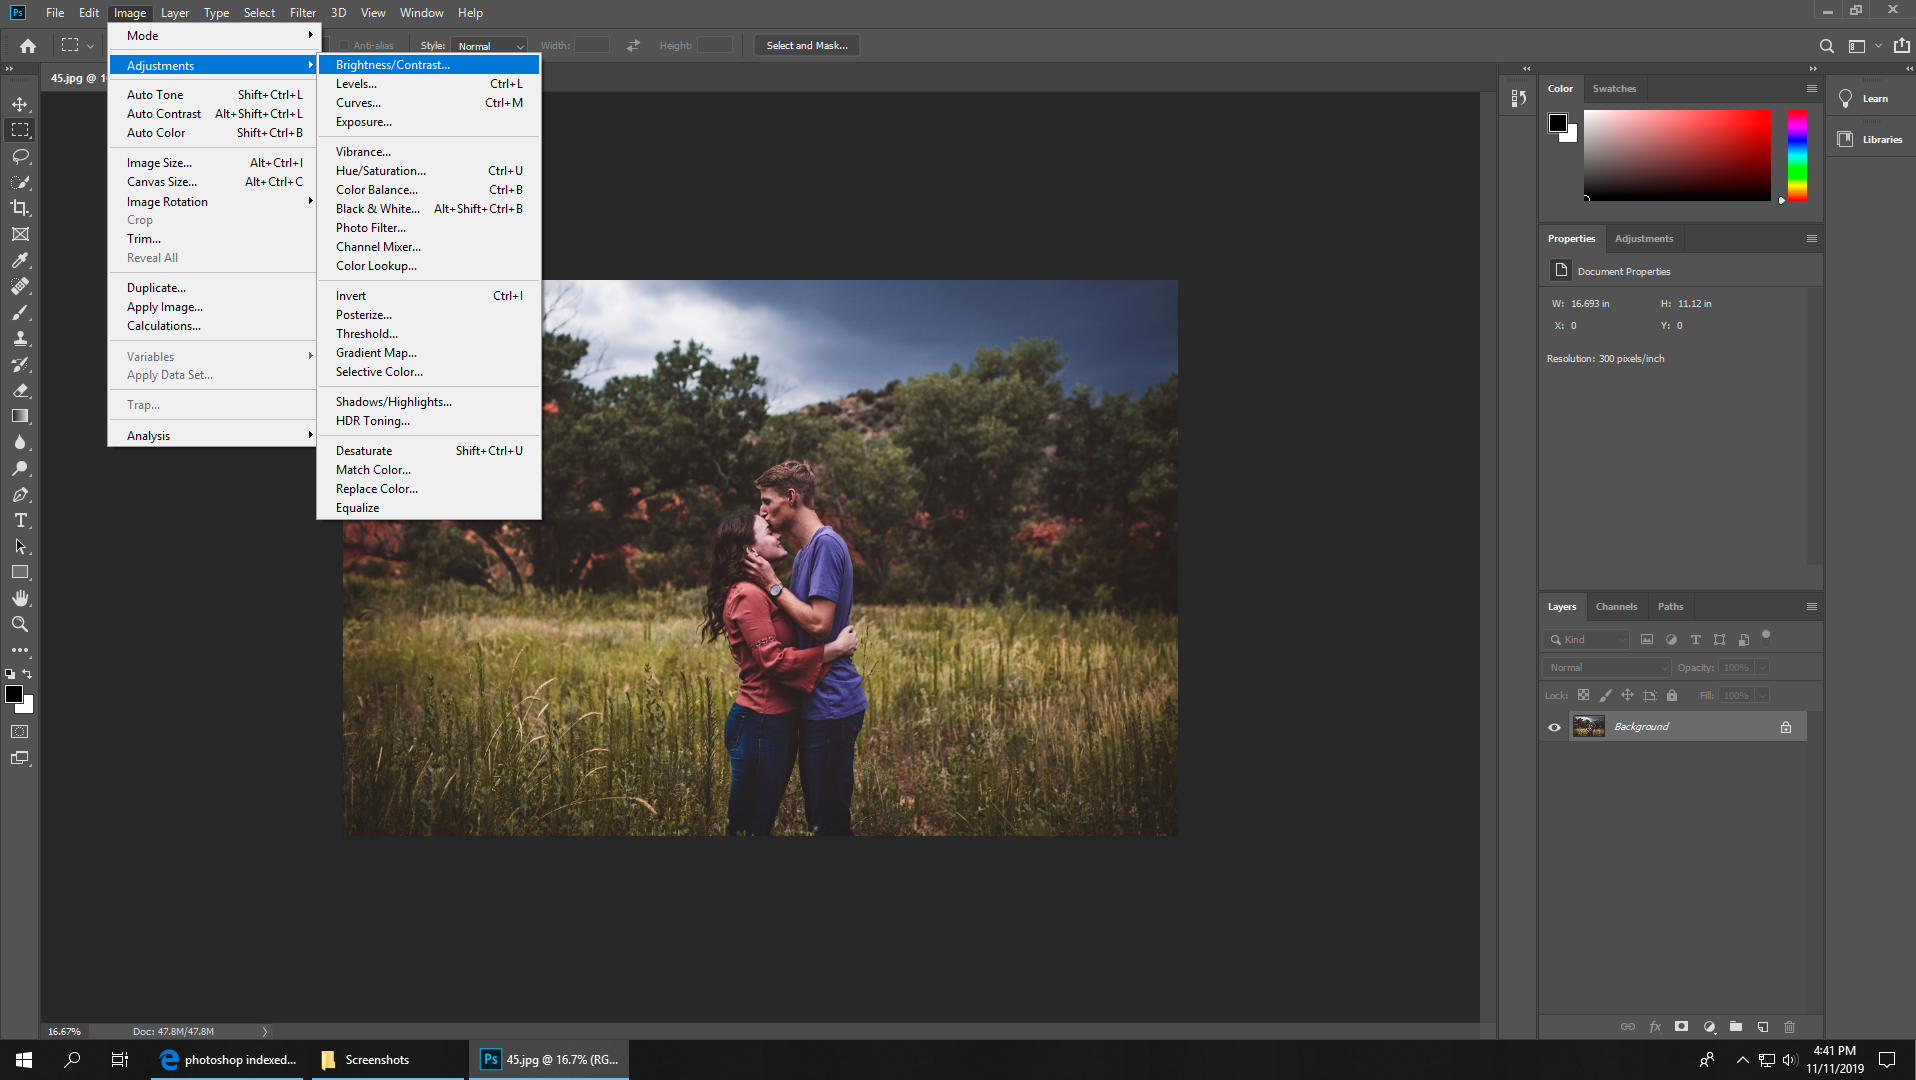 Ps File Edit Image Layer Type Select Filter 3D View Window Help
Anti-alias Style: Normal Width: Height: Select and Mask...
45.jpg @ 1
Mode
Adjustments
Auto Tone Shift+Ctrl+L
Auto Contrast Alt+Shift+Ctrl+L
Auto Color Shift+Ctrl+B
Image Size... Alt+Ctrl+I
Canvas Size... Alt+Ctrl+C
Image Rotation
Crop
Trim...
Reveal All
Duplicate...
Apply Image...
Calculations...
Variables
Apply Data Set...
Trap...
Analysis
Brightness/Contrast...
Levels... Ctrl+L
Curves... Ctrl+M
Exposure...
Vibrance...
Hue/Saturation... Ctrl+U
Color Balance... Ctrl+B
Black & White... Alt+Shift+Ctrl+B
Photo Filter...
Channel Mixer...
Color Lookup...
Invert Ctrl+I
Posterize...
Threshold...
Gradient Map...
Selective Color...
Shadows/Highlights...
HDR Toning...
Desaturate Shift+Ctrl+U
Match Color...
Replace Color...
Equalize
Color Swatches
Learn
Libraries
Properties Adjustments
Document Properties
W: 16.693 in H: 11.12 in
X: 0 Y: 0
Resolution: 300 pixels/inch
Layers Channels Paths
Kind
Normal Opacity: 100%
Lock: Fill: 100%
Background
fx
16.67% Doc: 47.8M/47.8M
photoshop indexed... Screenshots Ps 45.jpg @ 16.7% (RG...
4:41 PM
11/11/2019